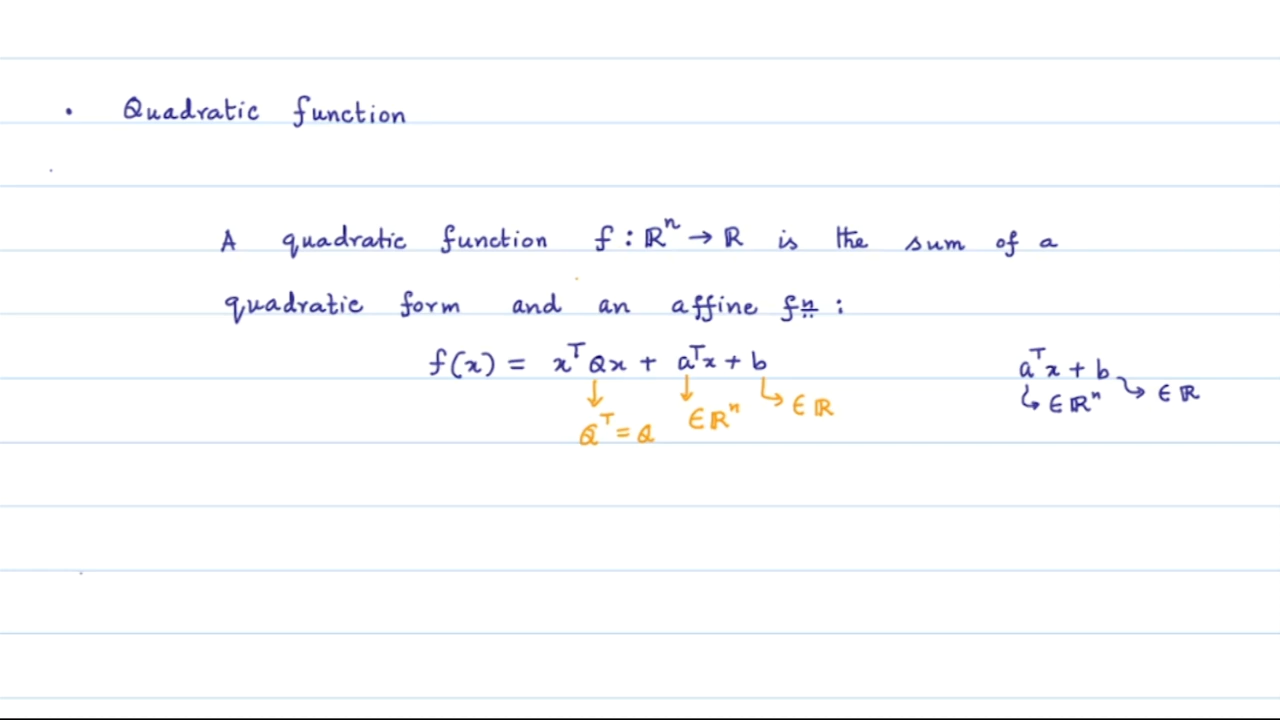 • Quadratic function
A quadratic function f : ℝⁿ → ℝ is the sum of a
quadratic form and an affine fn :
f(x) = xᵀQx + aᵀx + b
Qᵀ = Q
∈ ℝⁿ
∈ ℝ
aᵀx + b
∈ ℝⁿ
∈ ℝ